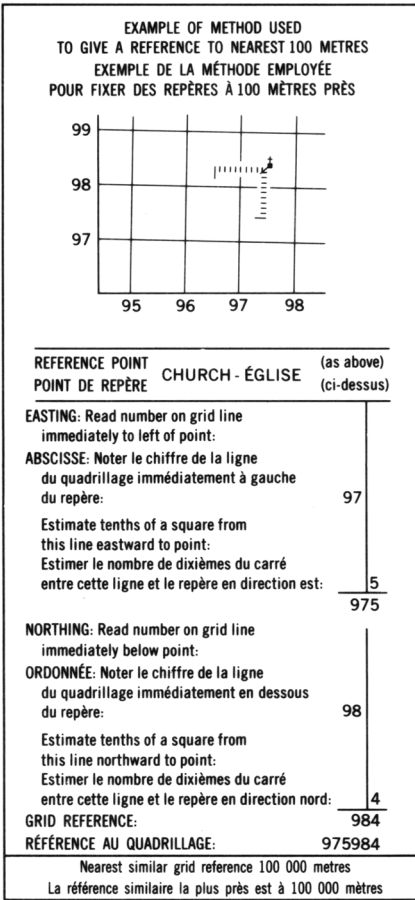 EXAMPLE OF METHOD USED
TO GIVE A REFERENCE TO NEAREST 100 METRES
EXEMPLE DE LA MÉTHODE EMPLOYÉE
POUR FIXER DES REPÈRES À 100 MÈTRES PRÈS
99
98
97
95 96 97 98
REFERENCE POINT CHURCH - ÉGLISE (as above)
POINT DE REPÈRE (ci-dessus)
EASTING: Read number on grid line
immediately to left of point:
ABSCISSE: Noter le chiffre de la ligne
du quadrillage immédiatement à gauche
du repère: 97
Estimate tenths of a square from
this line eastward to point:
Estimer le nombre de dixièmes du carré
entre cette ligne et le repère en direction est: 5
975
NORTHING: Read number on grid line
immediately below point:
ORDONNÉE: Noter le chiffre de la ligne
du quadrillage immédiatement en dessous
du repère: 98
Estimate tenths of a square from
this line northward to point:
Estimer le nombre de dixièmes du carré
entre cette ligne et le repère en direction nord: 4
GRID REFERENCE: 984
RÉFÉRENCE AU QUADRILLAGE: 975984
Nearest similar grid reference 100 000 metres
La référence similaire la plus près est à 100 000 mètres